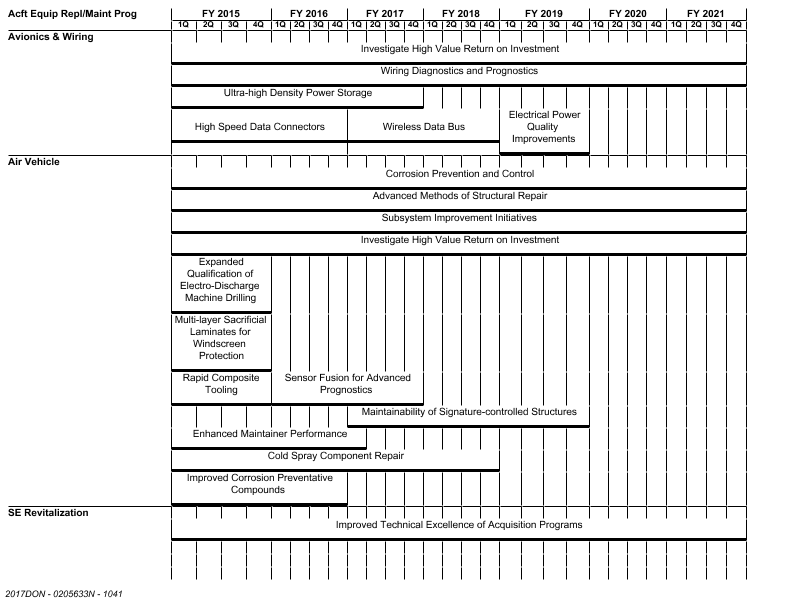 Acft Equip Repl/Maint Prog FY 2015 FY 2016 FY 2017 FY 2018 FY 2019 FY 2020 FY 2021
1Q 2Q 3Q 4Q 1Q 2Q 3Q 4Q 1Q 2Q 3Q 4Q 1Q 2Q 3Q 4Q 1Q 2Q 3Q 4Q 1Q 2Q 3Q 4Q 1Q 2Q 3Q 4Q
Avionics & Wiring
Investigate High Value Return on Investment
Wiring Diagnostics and Prognostics
Ultra-high Density Power Storage
High Speed Data Connectors
Wireless Data Bus
Electrical Power
Quality
Improvements
Air Vehicle
Corrosion Prevention and Control
Advanced Methods of Structural Repair
Subsystem Improvement Initiatives
Investigate High Value Return on Investment
Expanded
Qualification of
Electro-Discharge
Machine Drilling
Multi-layer Sacrificial
Laminates for
Windscreen
Protection
Rapid Composite
Tooling
Sensor Fusion for Advanced
Prognostics
Maintainability of Signature-controlled Structures
Enhanced Maintainer Performance
Cold Spray Component Repair
Improved Corrosion Preventative
Compounds
SE Revitalization
Improved Technical Excellence of Acquisition Programs
2017DON - 0205633N - 1041